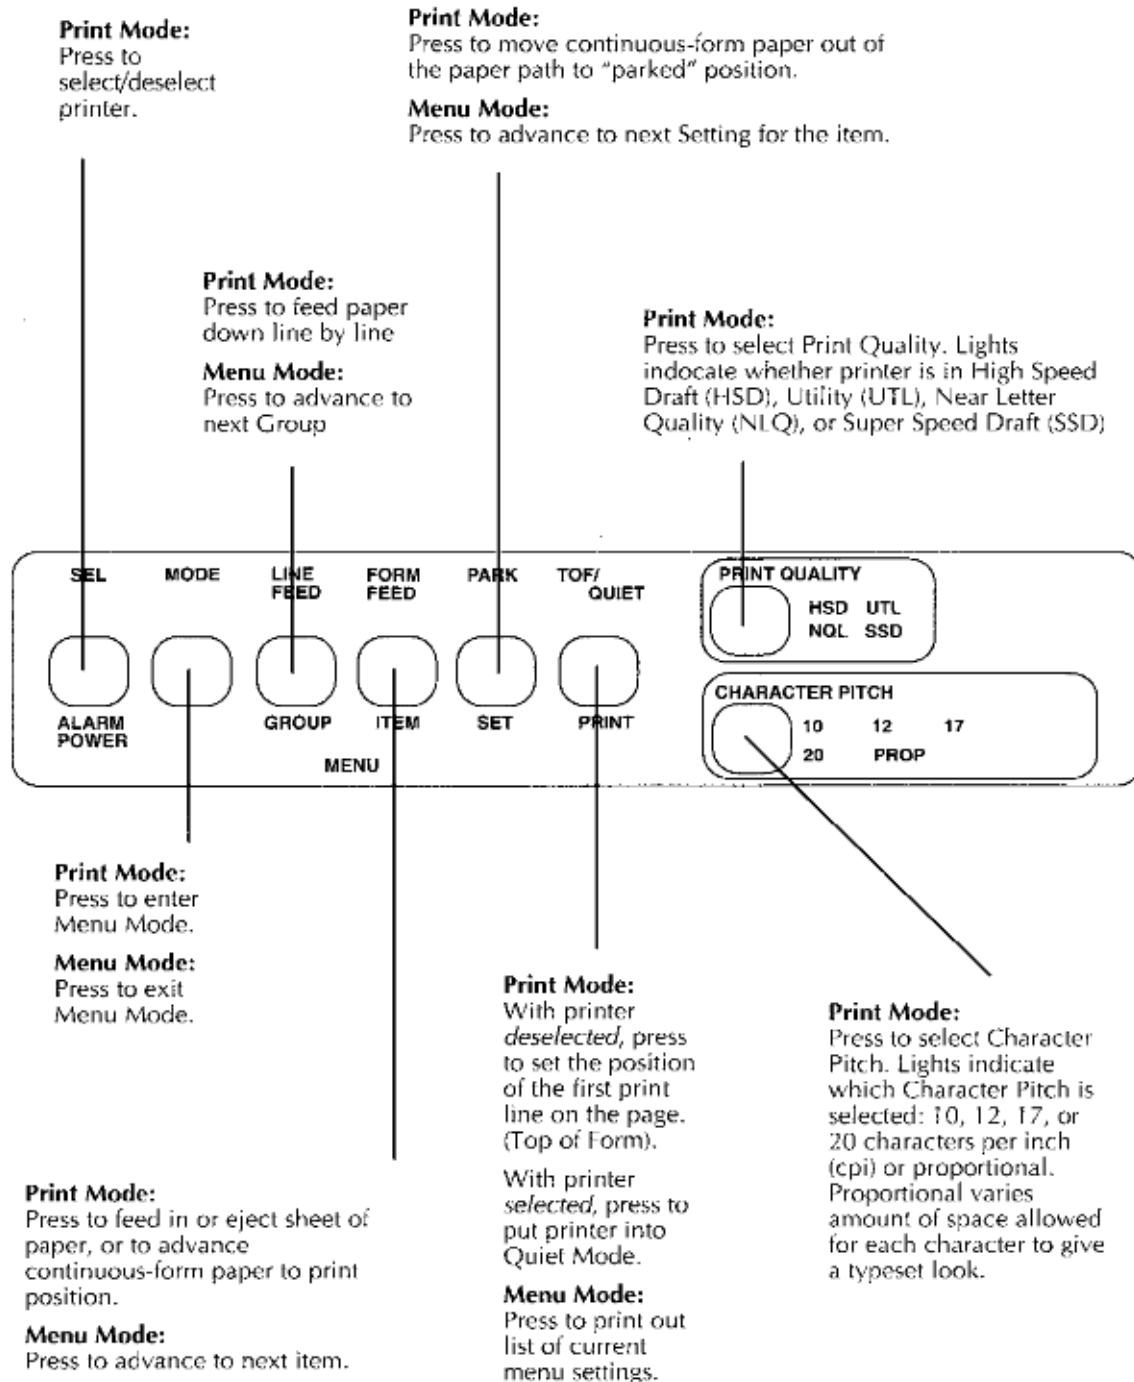 Print Mode:
Press to
select/deselect
printer.
Print Mode:
Press to move continuous-form paper out of
the paper path to "parked" position.
Menu Mode:
Press to advance to next Setting for the item.
Print Mode:
Press to feed paper
down line by line
Menu Mode:
Press to advance to
next Group
Print Mode:
Press to select Print Quality. Lights
indocate whether printer is in High Speed
Draft (HSD), Utility (UTL), Near Letter
Quality (NLQ), or Super Speed Draft (SSD)
SEL
MODE
LINE
FEED
FORM
FEED
PARK
TOF/
QUIET
ALARM
POWER
GROUP
ITEM
SET
PRINT
MENU
PRINT QUALITY
HSD UTL
NQL SSD
CHARACTER PITCH
10 12 17
20 PROP
Print Mode:
Press to enter
Menu Mode.
Menu Mode:
Press to exit
Menu Mode.
Print Mode:
Press to feed in or eject sheet of
paper, or to advance
continuous-form paper to print
position.
Menu Mode:
Press to advance to next item.
Print Mode:
With printer
deselected, press
to set the position
of the first print
line on the page.
(Top of Form).
With printer
selected, press to
put printer into
Quiet Mode.
Menu Mode:
Press to print out
list of current
menu settings.
Print Mode:
Press to select Character
Pitch. Lights indicate
which Character Pitch is
selected: 10, 12, 17, or
20 characters per inch
(cpi) or proportional.
Proportional varies
amount of space allowed
for each character to give
a typeset look.